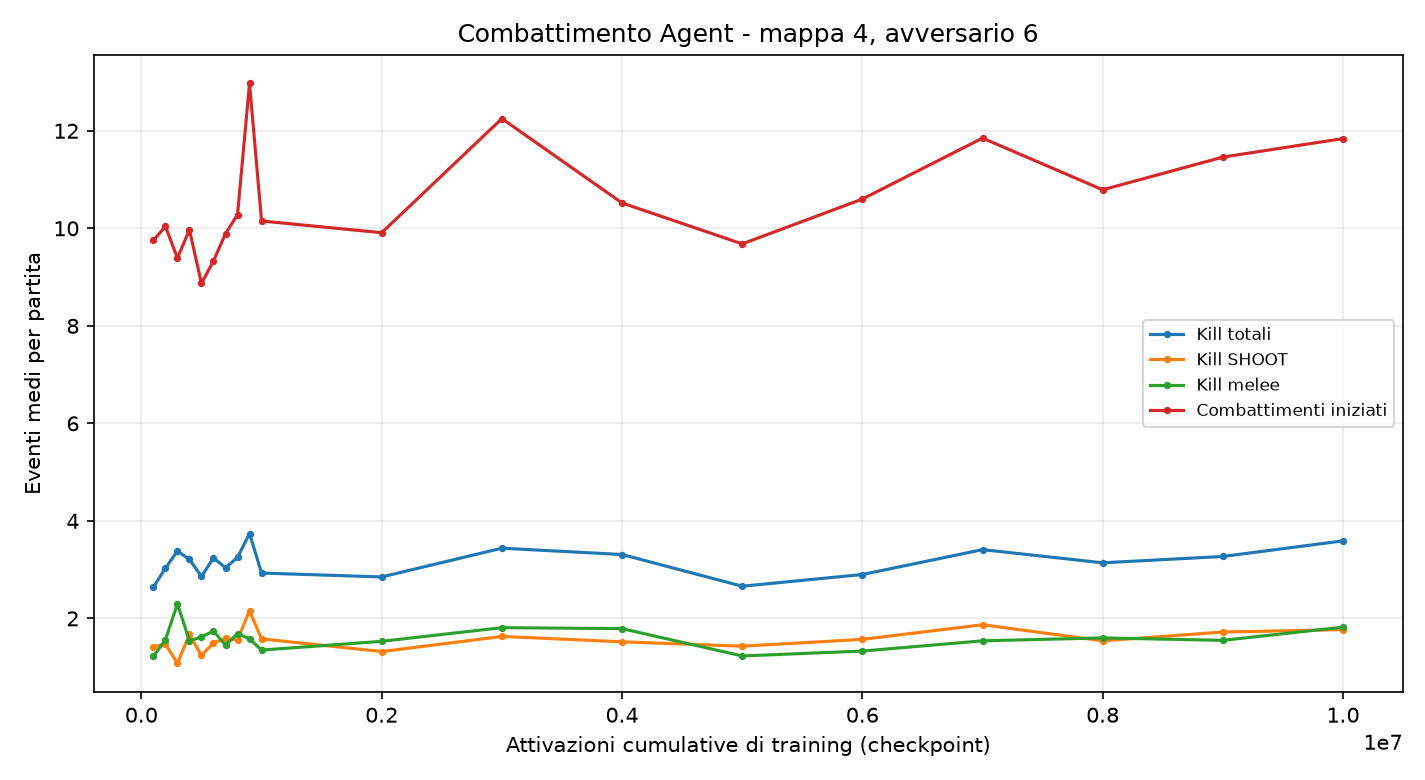 Combattimento Agent - mappa 4, avversario 6
Eventi medi per partita
12
10
8
6
4
2
Kill totali
Kill SHOOT
Kill melee
Combattimenti iniziati
0.0 0.2 0.4 0.6 0.8 1.0
1e7
Attivazioni cumulative di training (checkpoint)